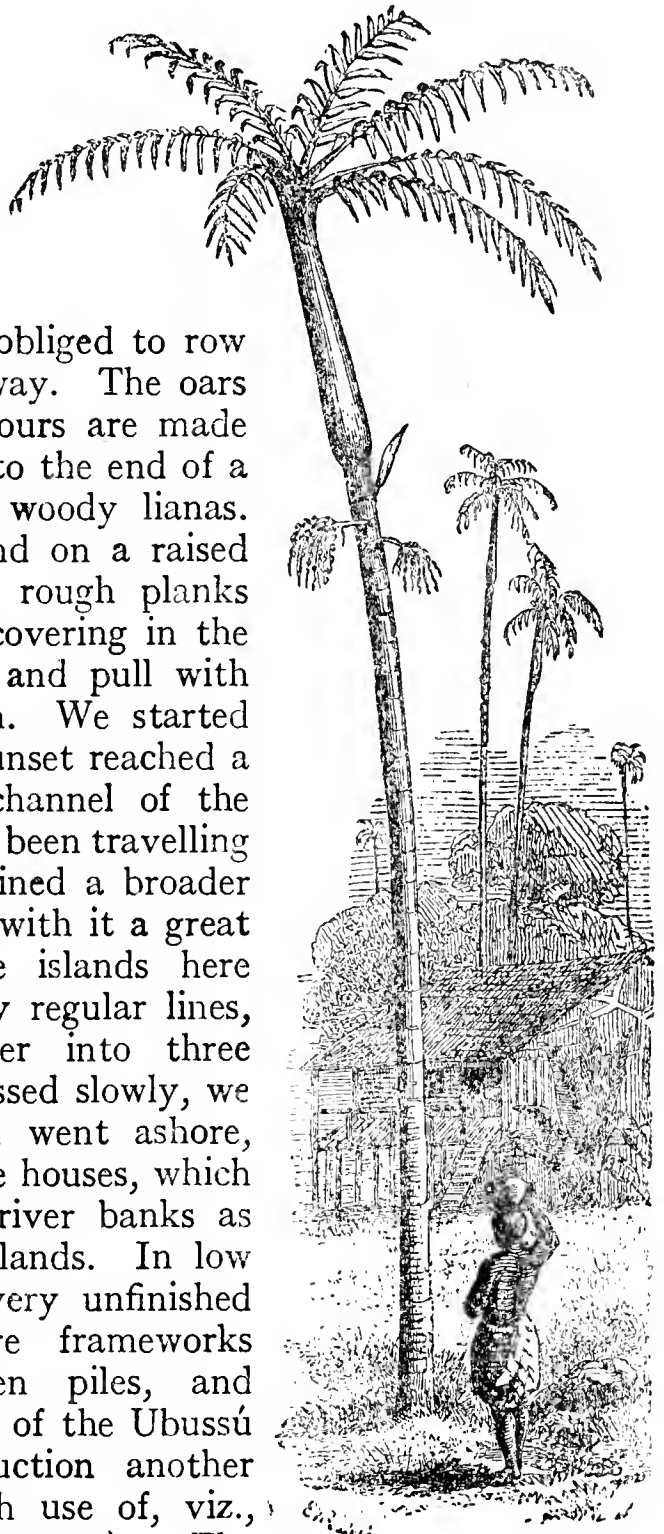 obliged to row
way. The oars
ours are made
to the end of a
woody lianas.
nd on a raised
rough planks
covering in the
and pull with
We started
unset reached a
channel of the
been travelling
ined a broader
with it a great
islands here
regular lines,
er into three
ssed slowly, we
went ashore,
houses, which
river banks as
lands. In low
very unfinished
re frameworks
en piles, and
of the Ubussú
uction another
h use of, viz.,